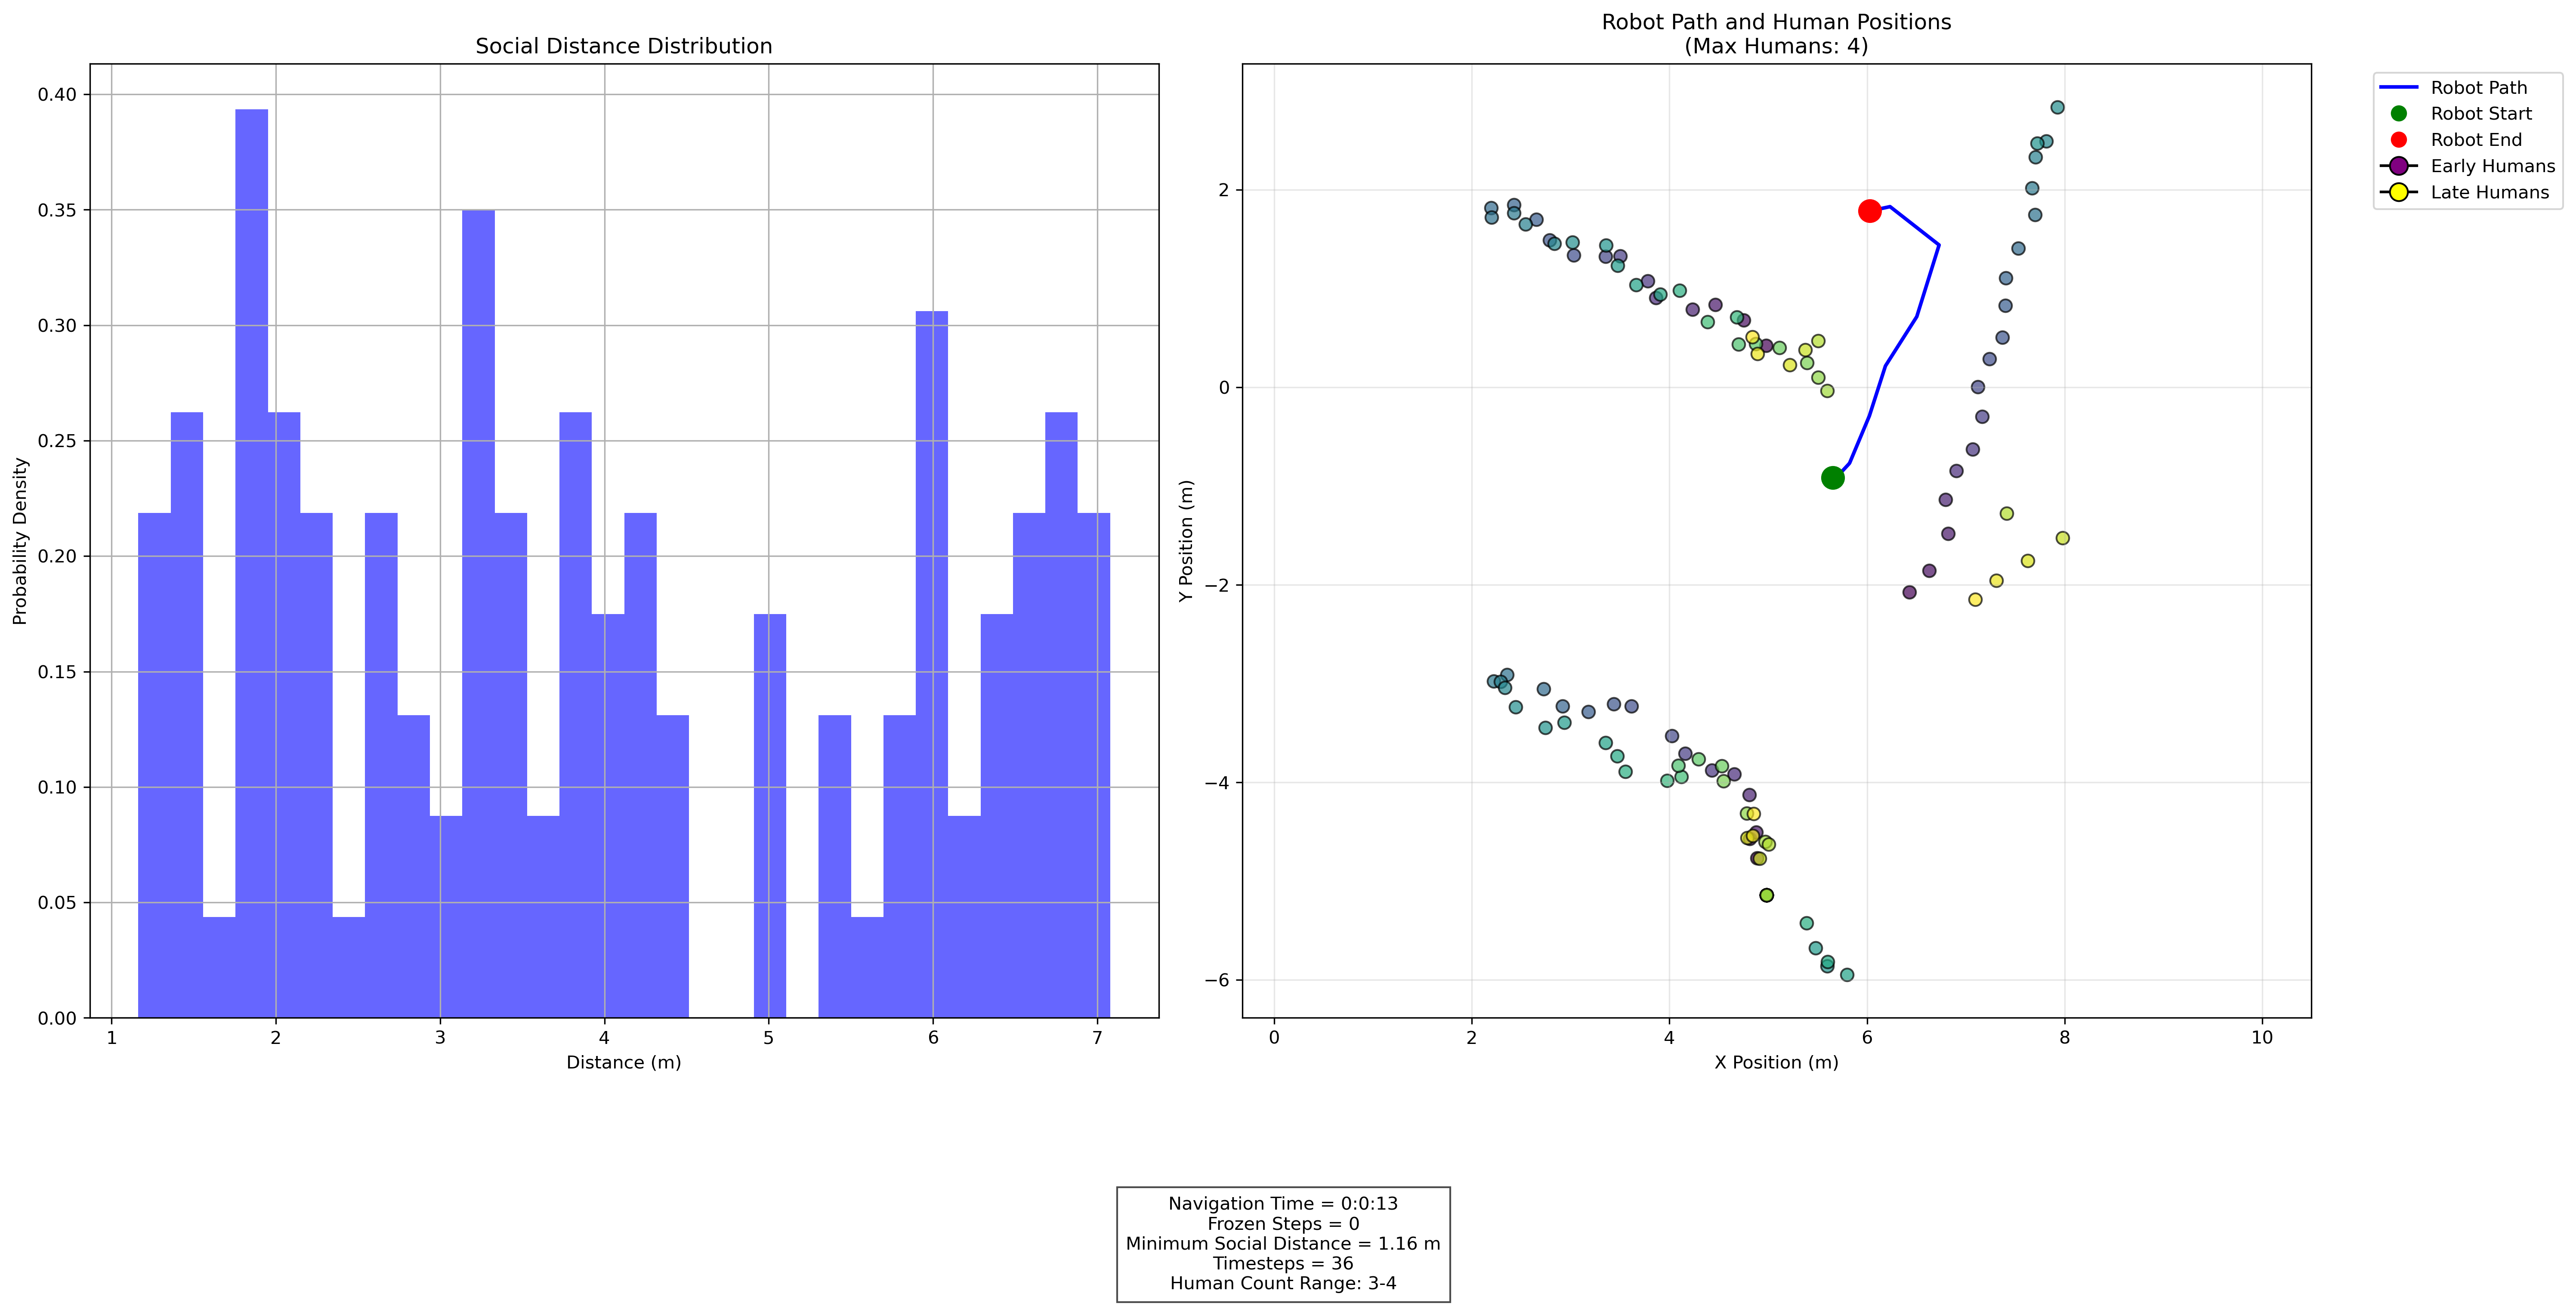 Social Distance Distribution
Probability Density
0.40
0.35
0.30
0.25
0.20
0.15
0.10
0.05
0.00
1 2 3 4 5 6 7
Distance (m)
Robot Path and Human Positions
(Max Humans: 4)
Y Position (m)
2
0
−2
−4
−6
0 2 4 6 8 10
X Position (m)
Robot Path
Robot Start
Robot End
Early Humans
Late Humans
Navigation Time = 0:0:13
Frozen Steps = 0
Minimum Social Distance = 1.16 m
Timesteps = 36
Human Count Range: 3-4